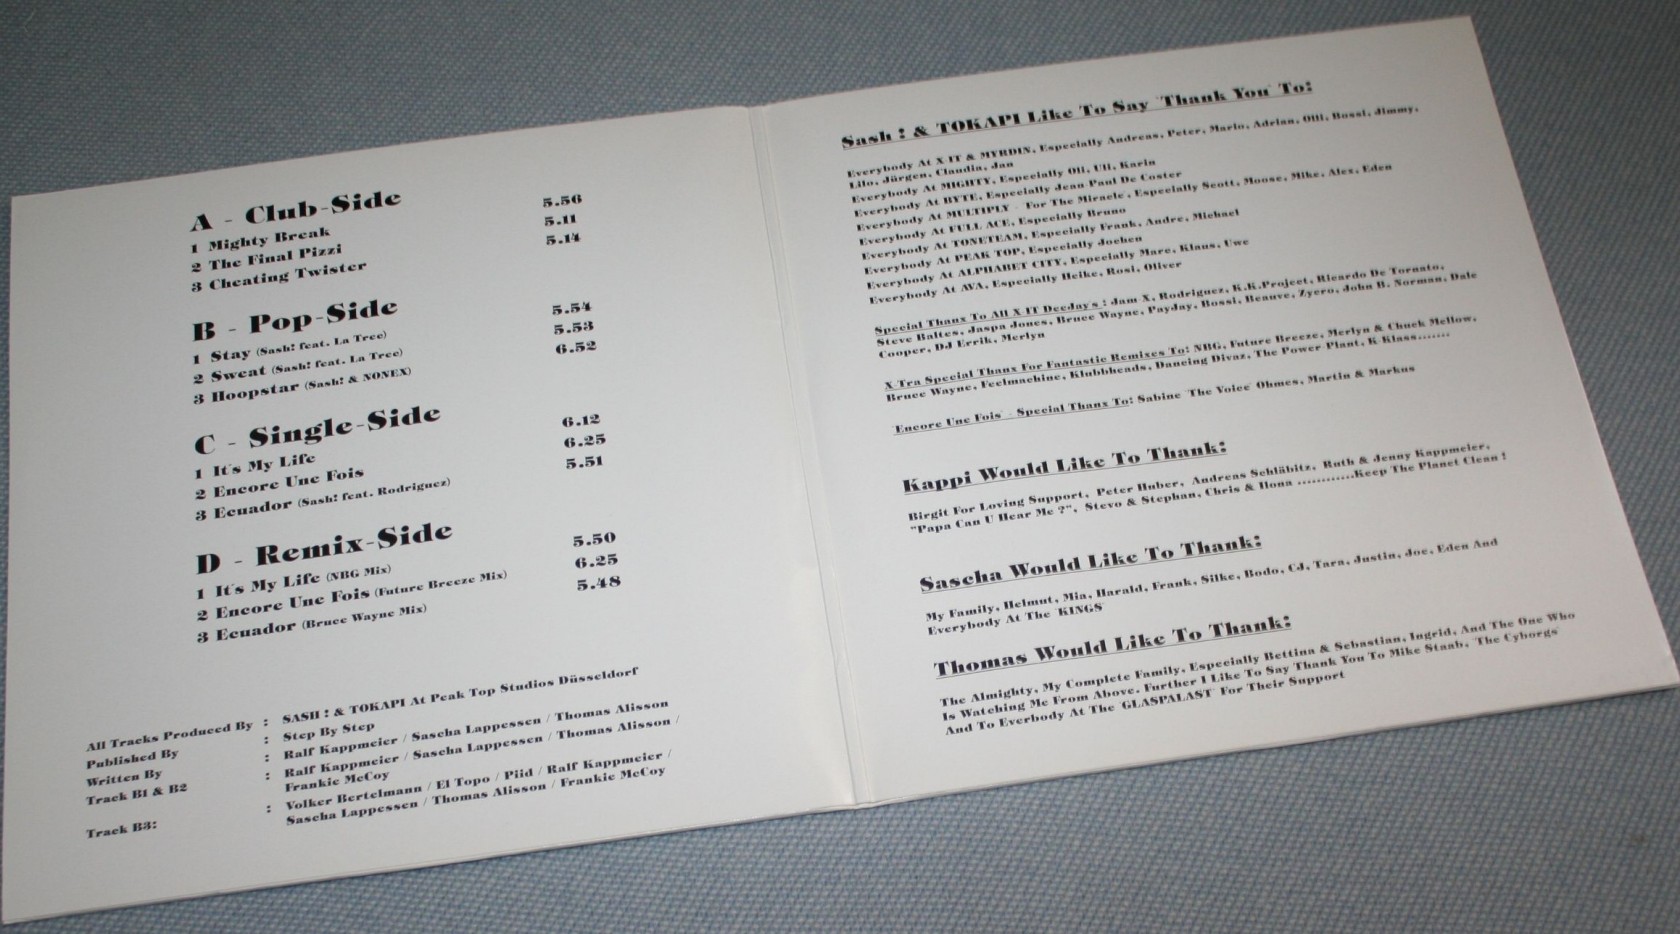 A - Club-Side
1 Mighty Break 5.56
2 The Final Pizzi 5.11
3 Cheating Twister 5.14
B - Pop-Side
1 Stay (Sash! feat. La Trec) 5.54
2 Sweat (Sash! feat. La Trec) 5.53
3 Hoopstar (Sash! & NONEX) 6.52
C - Single-Side
1 It's My Life 6.12
2 Encore Une Fois 6.25
3 Ecuador (Sash! feat. Rodriguez) 5.51
D - Remix-Side
1 It's My Life (NBG Mix) 5.50
2 Encore Une Fois (Future Breeze Mix) 6.25
3 Ecuador (Bruce Wayne Mix) 5.48
All Tracks Produced By : SASH ! & TOKAPI At Peak Top Studios Düsseldorf
Published By : Step By Step
Written By : Ralf Kappmeier / Sascha Lappessen / Thomas Alisson
Track B1 & B2 : Ralf Kappmeier / Sascha Lappessen / Thomas Alisson /
Frankie McCoy
Track B3: : Volker Bertelmann / El Topo / Piid / Ralf Kappmeier /
Sascha Lappessen / Thomas Alisson / Frankie McCoy
Sash ! & TOKAPI Like To Say 'Thank You' To:
Everybody At X IT & MYRDIN, Especially Andreas, Peter, Mario, Adrian, Olli, Bossi, Jimmy,
Lilo, Jürgen, Claudia, Jan
Everybody At MIGHTY, Especially Oli, Uli, Karin
Everybody At BYTE, Especially Jean Paul De Coster
Everybody At MULTIPLY - 'For The Miracle', Especially Scott, Moose, Mike, Alex, Eden
Everybody At FULL ACE, Especially Bruno
Everybody At TONETEAM, Especially Frank, Andre, Michael
Everybody At PEAK TOP, Especially Jochen
Everybody At ALPHABET CITY, Especially Marc, Klaus, Uwe
Everybody At AVA, Especially Heike, Rosi, Oliver
Special Thanx To All X IT DeeJay's : Jam X, Rodriguez, K.K.Project, Ricardo De Tornato,
Steve Baltes, Jaspa Jones, Bruce Wayne, Payday, Bossi, Beauve, Zyero, John B. Norman, Dale
Cooper, DJ Errik, Merlyn
X Tra Special Thanx For Fantastic Remixes To: NBG, Future Breeze, Merlyn & Chuck Mellow,
Bruce Wayne, Feelmachine, Klubbheads, Dancing Divaz, The Power Plant, K Klass.......
'Encore Une Fois' - Special Thanx To: Sabine 'The Voice' Ohmes, Martin & Markus
Kappi Would Like To Thank:
Birgit For Loving Support, Peter Huber, Andreas Schläbitz, Ruth & Jenny Kappmeier,
"Papa Can U Hear Me ?", Stevo & Stephan, Chris & Ilona ............Keep The Planet Clean !
Sascha Would Like To Thank:
My Family, Helmut, Mia, Harald, Frank, Silke, Bodo, CJ, Tara, Justin, Joe, Eden And
Everybody At The 'KINGS'
Thomas Would Like To Thank:
The Almighty, My Complete Family, Especially Bettina & Sebastian, Ingrid, And The One Who
Is Watching Me From Above. Further I Like To Say Thank You To Mike Staab, 'The Cyborgs'
And To Everbody At The 'GLASPALAST' For Their Support